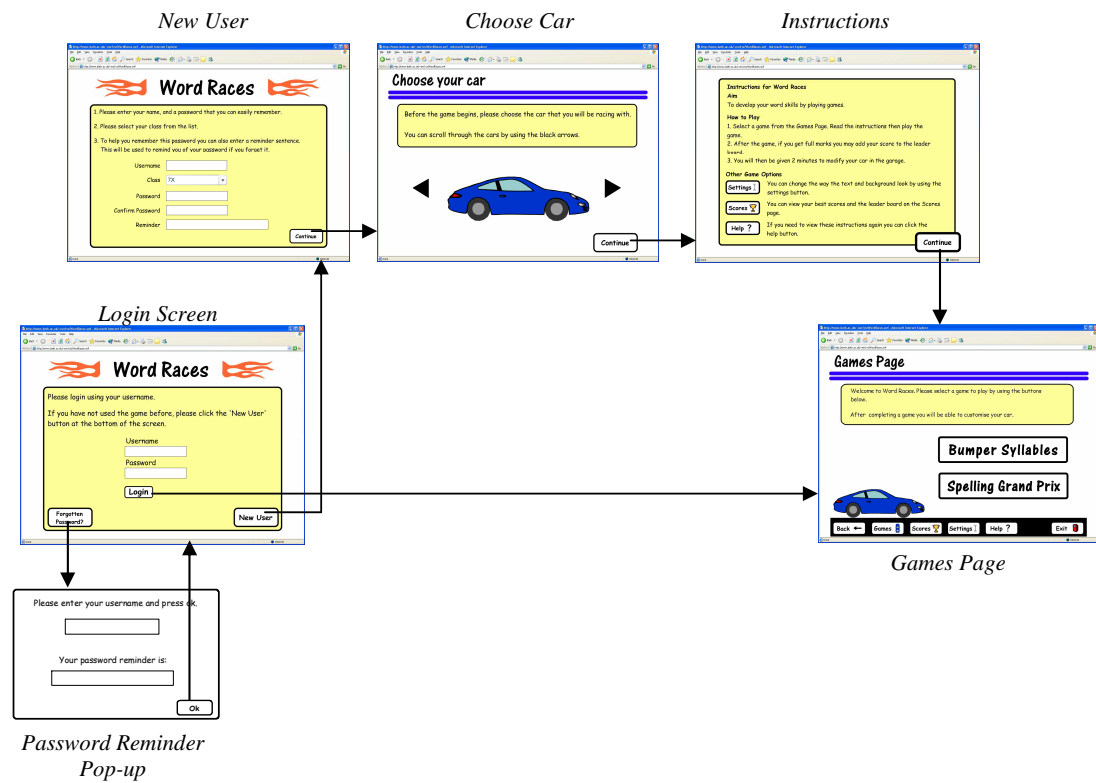 New User
Word Races
1. Please enter your name, and a password that you can easily remember.
2. Please select your class from the list.
3. To help you remember this password you can also enter a reminder sentence.
This will be used to remind you of your password if you forget it.
Username
Class 7X
Password
Confirm Password
Reminder
Continue
Choose Car
Choose your car
Before the game begins, please choose the car that you will be racing with.
You can scroll through the cars by using the black arrows.
Continue
Instructions
Instructions for Word Races
Aim
To develop your word skills by playing games.
How to Play
1. Select a game from the Games Page. Read the instructions then play the
game.
2. After the game, if you get full marks you may add your score to the leader
board.
3. You will then be given 2 minutes to modify your car in the garage.
Other Game Options
Settings
You can change the way the text and background look by using the
settings button.
Scores
You can view your best scores and the leader board on the Scores
page.
Help ?
If you need to view these instructions again you can click the
help button.
Continue
Login Screen
Word Races
Please login using your username.
If you have not used the game before, please click the 'New User'
button at the bottom of the screen.
Username
Password
Login
Forgotten
Password?
New User
Games Page
Welcome to Word Races. Please select a game to play by using the buttons
below.
After completing a game you will be able to customise your car.
Bumper Syllables
Spelling Grand Prix
Back Games Scores Settings Help ? Exit
Games Page
Please enter your username and press ok.
Your password reminder is:
Ok
Password Reminder
Pop-up